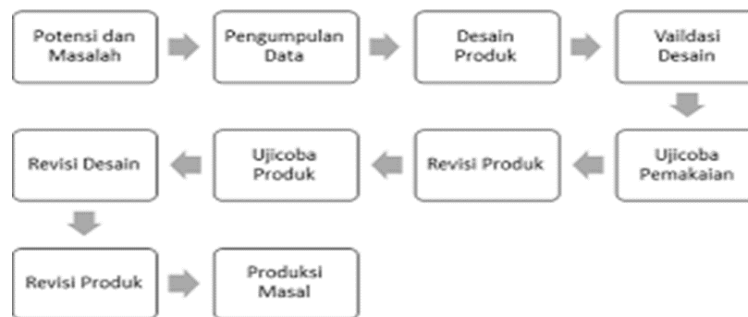 Potensi dan
Masalah
Pengumpulan
Data
Desain
Produk
Vaildasi
Desain
Revisi Desain
Ujicoba
Produk
Revisi Produk
Ujicoba
Pemakaian
Revisi Produk
Produksi
Masal